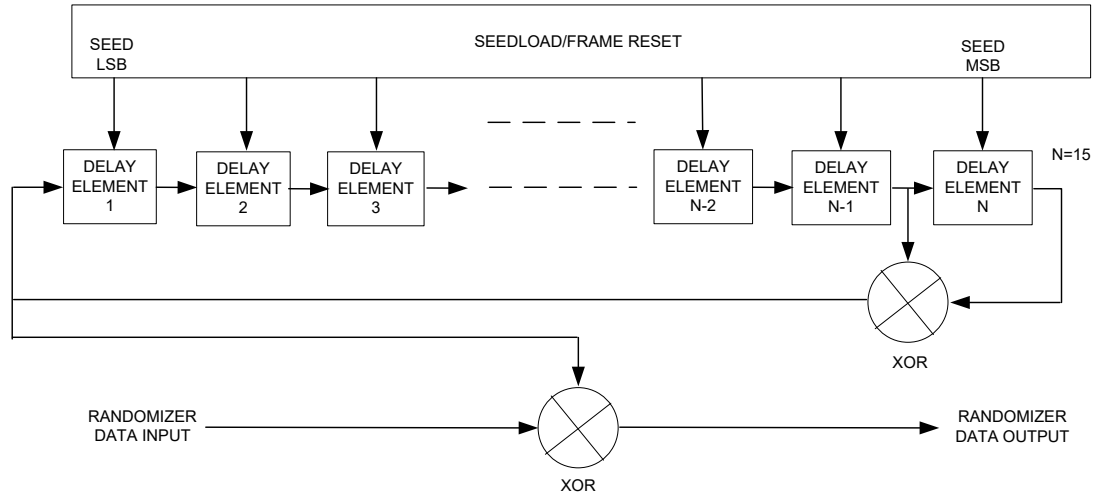 SEED
LSB
SEEDLOAD/FRAME RESET
SEED
MSB
DELAY
ELEMENT
1
DELAY
ELEMENT
2
DELAY
ELEMENT
3
DELAY
ELEMENT
N-2
DELAY
ELEMENT
N-1
DELAY
ELEMENT
N
N=15
XOR
RANDOMIZER
DATA INPUT
RANDOMIZER
DATA OUTPUT
XOR